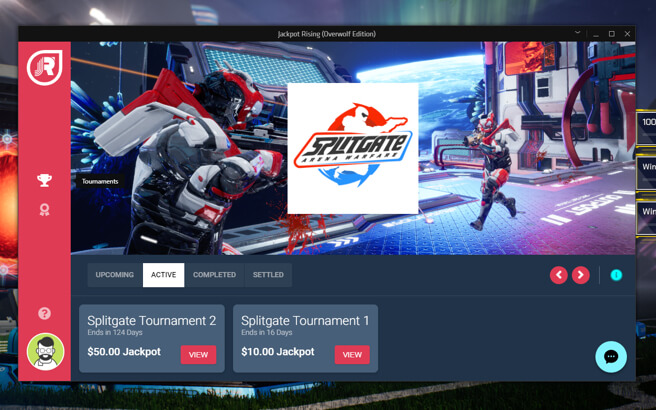 Jackpot Rising (Overwolf Edition)
SPLITGATE
ARENA WARFARE
Tournaments
100
Win
Win
UPCOMING
ACTIVE
COMPLETED
SETTLED
Splitgate Tournament 2
Ends in 124 Days
$50.00 Jackpot
VIEW
Splitgate Tournament 1
Ends in 16 Days
$10.00 Jackpot
VIEW